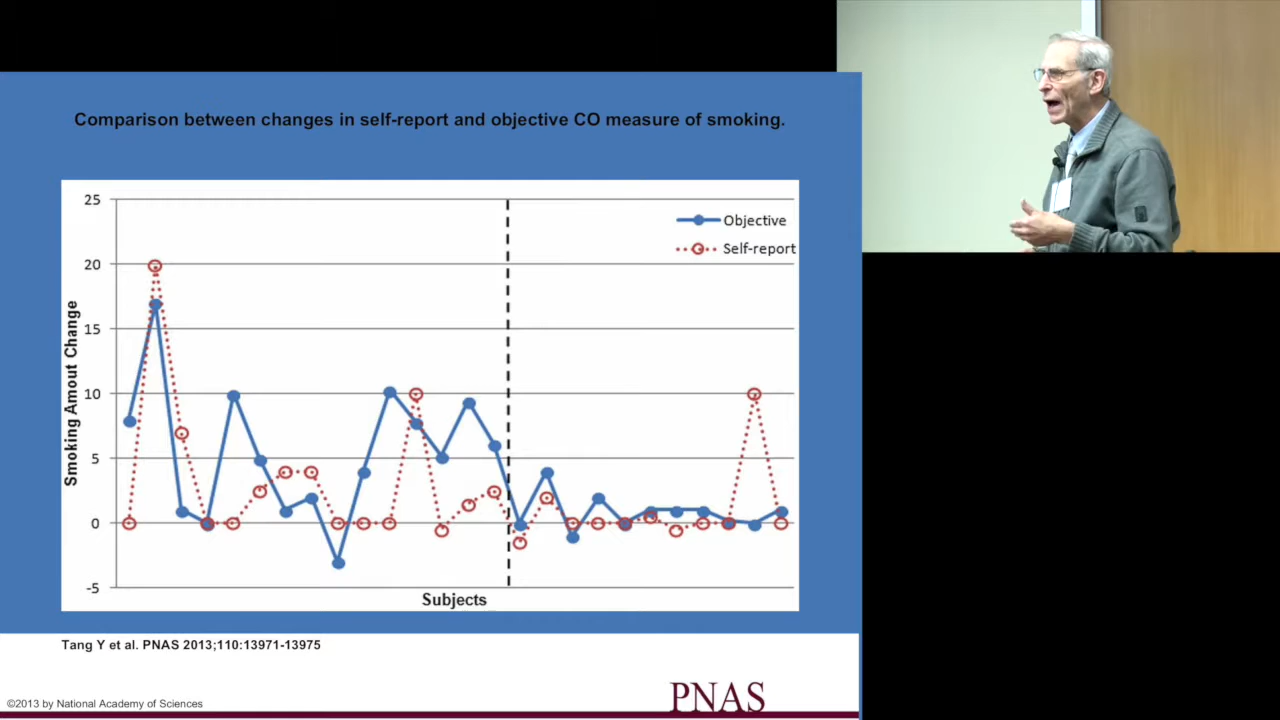 Comparison between changes in self-report and objective CO measure of smoking.
25
20
15
10
5
0
-5
Smoking Amout Change
Objective
Self-report
Subjects
Tang Y et al. PNAS 2013;110:13971-13975
©2013 by National Academy of Sciences
PNAS